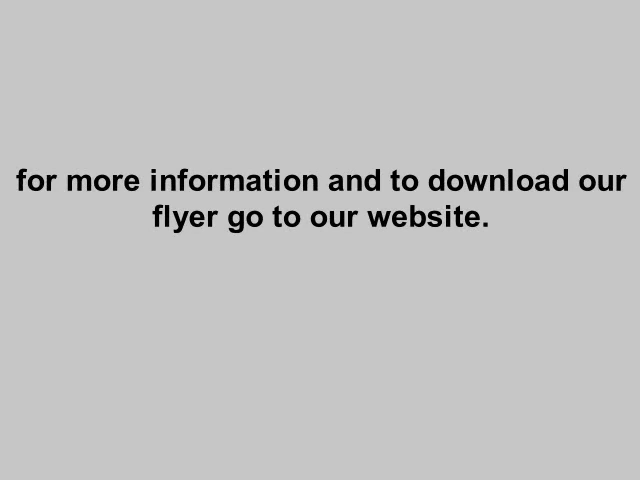 for more information and to download our
flyer go to our website.